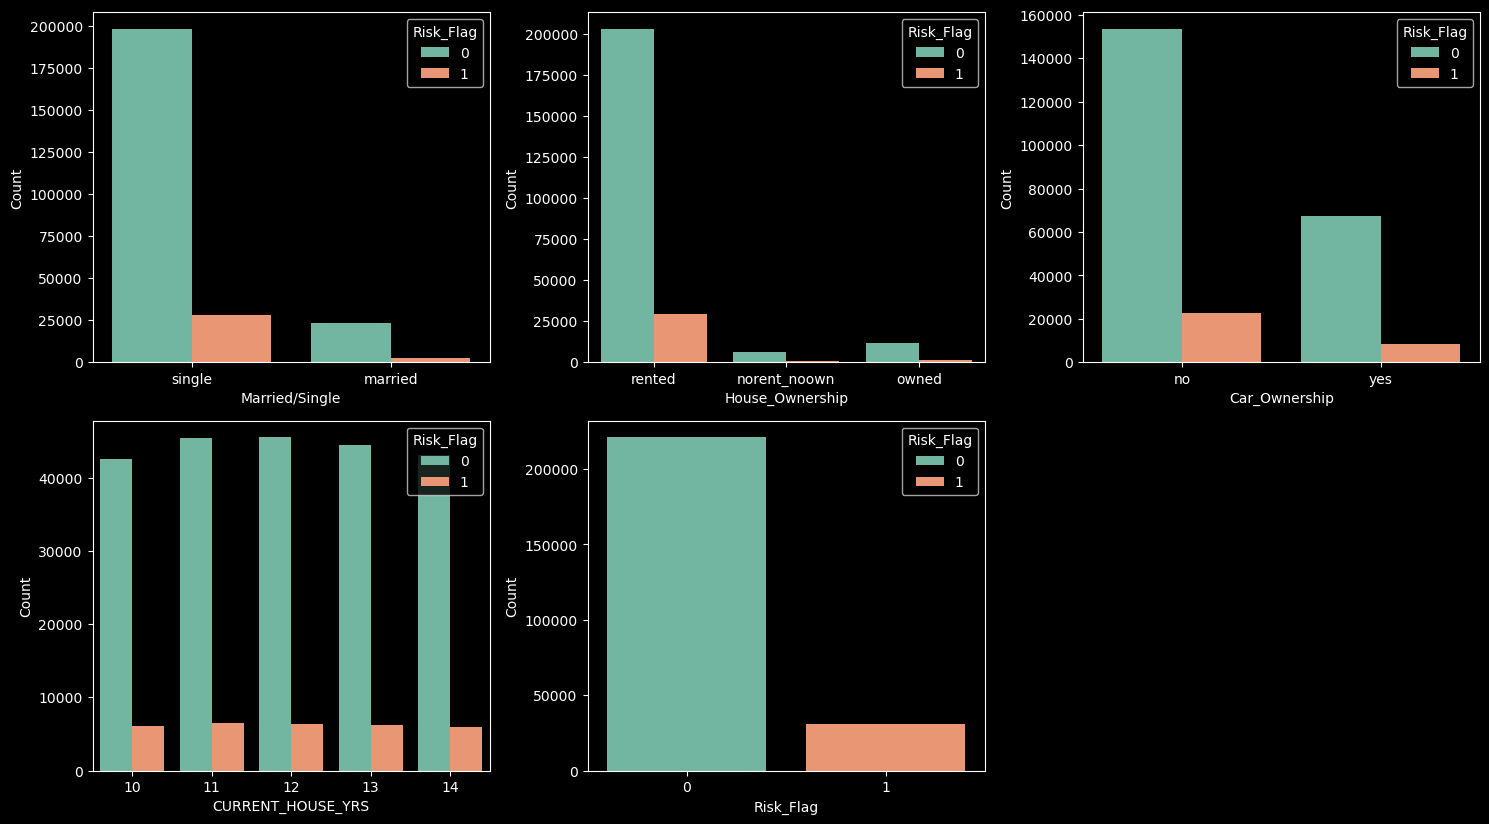 200000
175000
150000
125000
100000
75000
50000
25000
0
Count
single married
Married/Single
Risk_Flag
0
1
200000
175000
150000
125000
100000
75000
50000
25000
0
Count
rented norent_noown owned
House_Ownership
Risk_Flag
0
1
160000
140000
120000
100000
80000
60000
40000
20000
0
Count
no yes
Car_Ownership
Risk_Flag
0
1
40000
30000
20000
10000
0
Count
10 11 12 13 14
CURRENT_HOUSE_YRS
Risk_Flag
0
1
200000
150000
100000
50000
0
Count
0 1
Risk_Flag
Risk_Flag
0
1